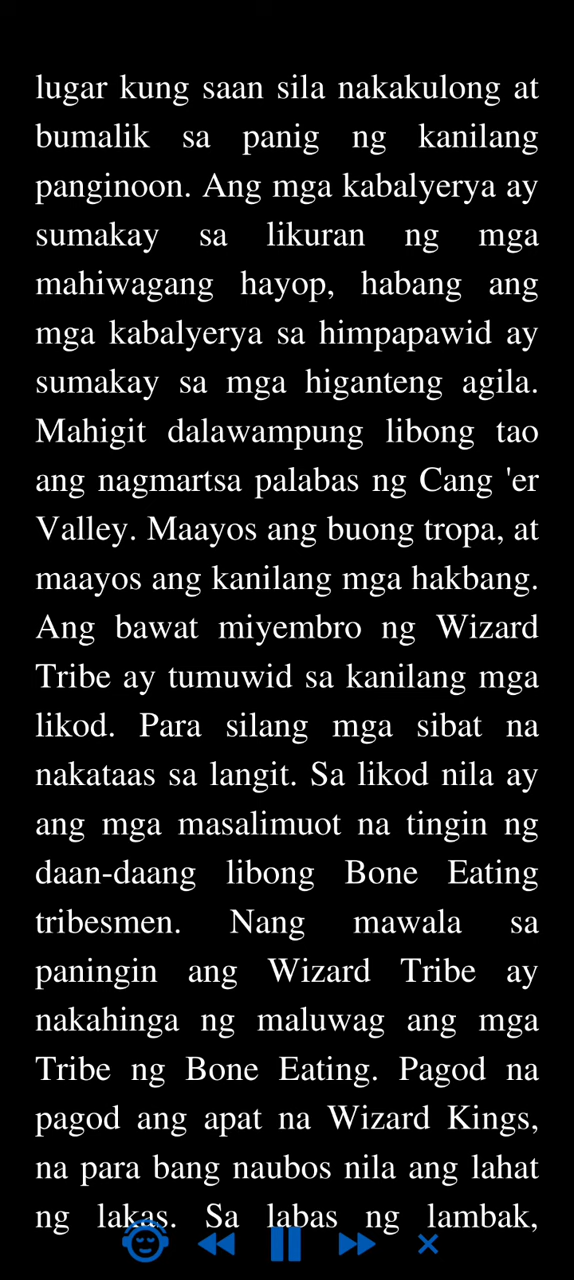 lugar kung saan sila nakakulong at
bumalik sa panig ng kanilang
panginoon. Ang mga kabalyerya ay
sumakay sa likuran ng mga
mahiwagang hayop, habang ang
mga kabalyerya sa himpapawid ay
sumakay sa mga higanteng agila.
Mahigit dalawampung libong tao
ang nagmartsa palabas ng Cang 'er
Valley. Maayos ang buong tropa, at
maayos ang kanilang mga hakbang.
Ang bawat miyembro ng Wizard
Tribe ay tumuwid sa kanilang mga
likod. Para silang mga sibat na
nakataas sa langit. Sa likod nila ay
ang mga masalimuot na tingin ng
daan-daang libong Bone Eating
tribesmen. Nang mawala sa
paningin ang Wizard Tribe ay
nakahinga ng maluwag ang mga
Tribe ng Bone Eating. Pagod na
pagod ang apat na Wizard Kings,
na para bang naubos nila ang lahat
ng lakas. Sa labas ng lambak,